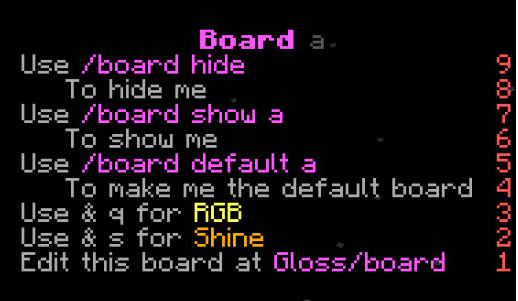 Board a
Use /board hide 9
To hide me 8
Use /board show a 7
To show me 6
Use /board default a 5
To make me the default board 4
Use & q for RGB 3
Use & s for Shine 2
Edit this board at Gloss/board 1